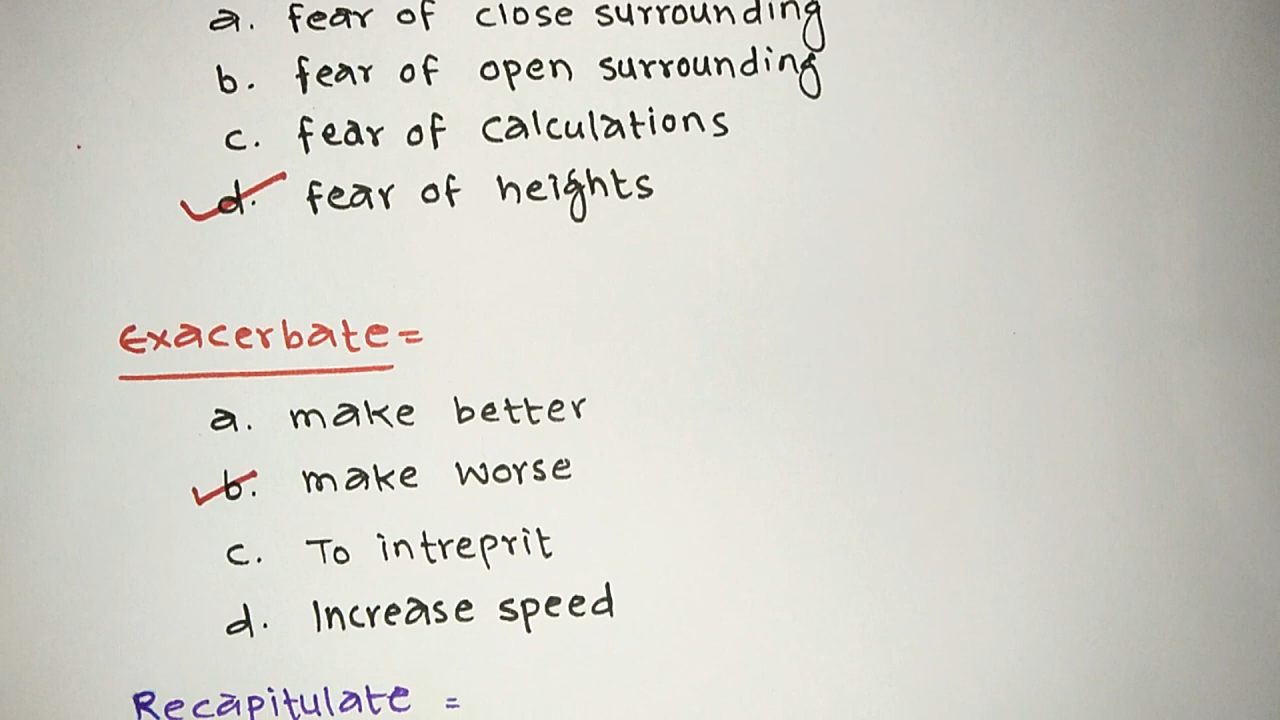 a. fear of close surrounding
b. fear of open surrounding
c. fear of calculations
d. fear of heights
Exacerbate =
a. make better
b. make worse
c. To intreprit
d. Increase speed
Recapitulate =